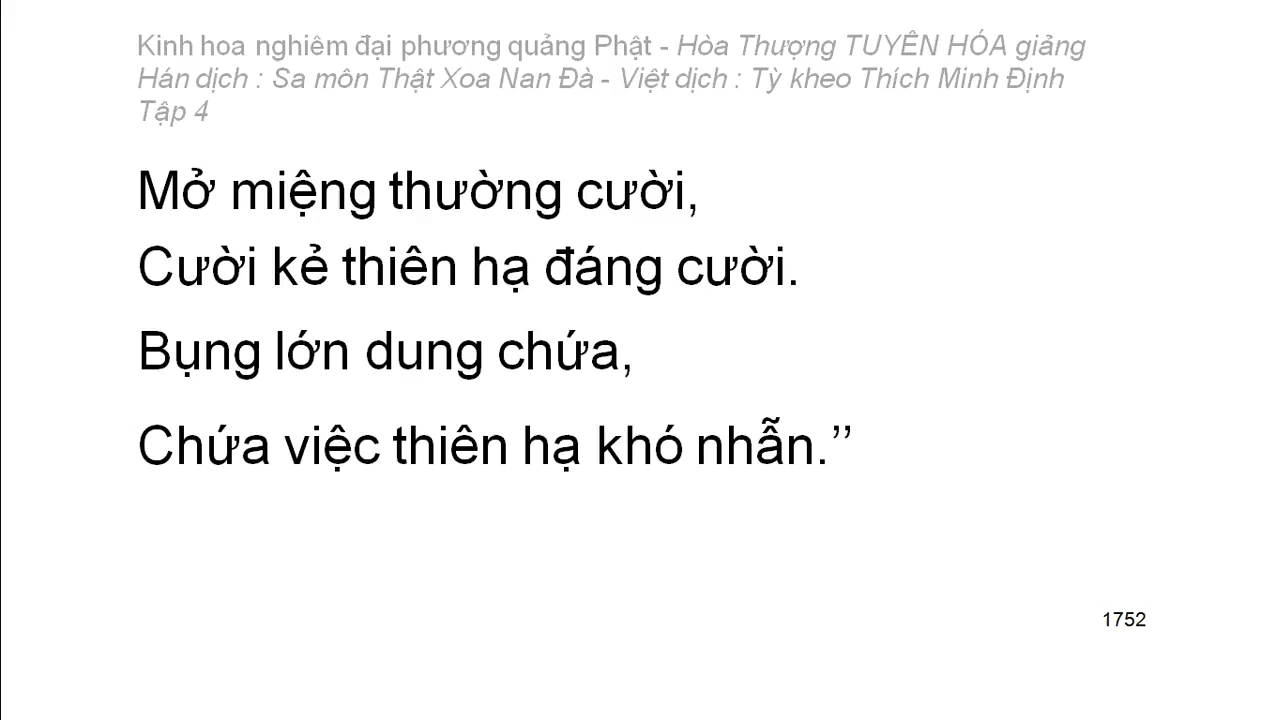 Kinh hoa nghiêm đại phương quảng Phật - Hòa Thượng TUYÊN HÓA giảng
Hán dịch : Sa môn Thật Xoa Nan Đà - Việt dịch : Tỳ kheo Thích Minh Định
Tập 4
Mở miệng thường cười,
Cười kẻ thiên hạ đáng cười.
Bụng lớn dung chứa,
Chứa việc thiên hạ khó nhẫn.’’
1752